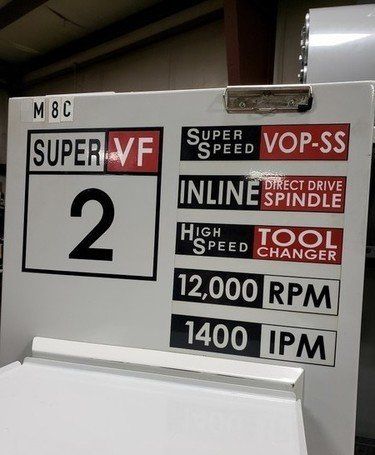 M8C
SUPER VF
2
SUPER SPEED VOP-SS
INLINE DIRECT DRIVE SPINDLE
HIGH SPEED TOOL CHANGER
12,000 RPM
1400 IPM